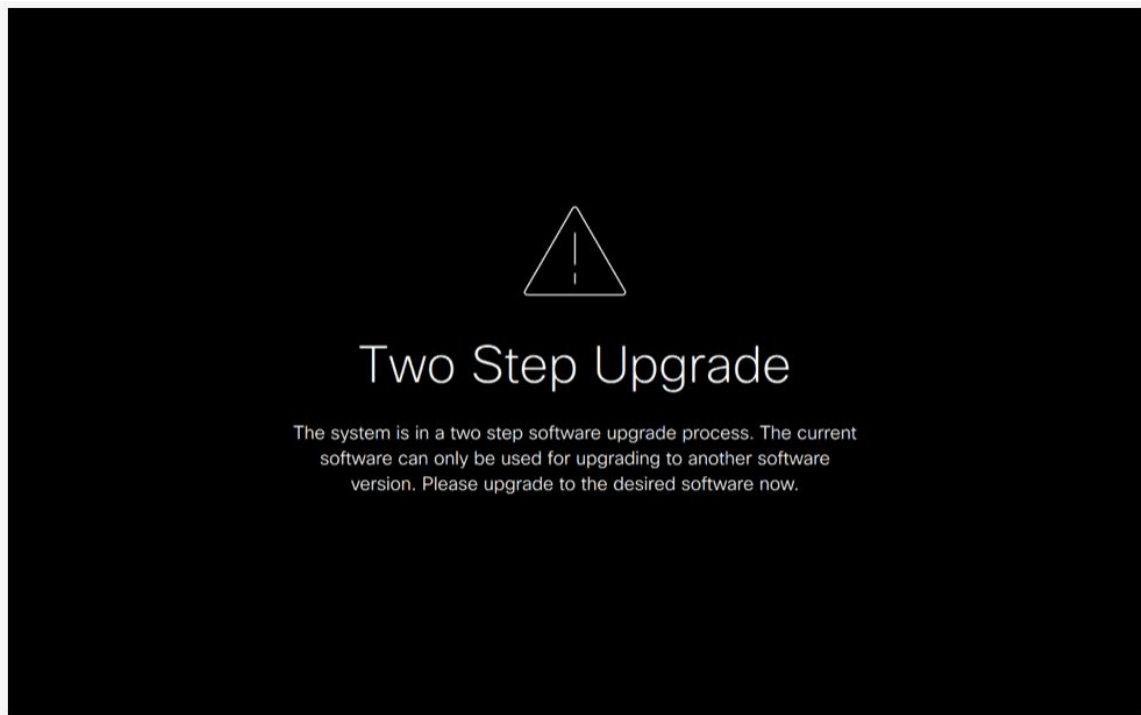 Two Step Upgrade
The system is in a two step software upgrade process. The current
software can only be used for upgrading to another software
version. Please upgrade to the desired software now.